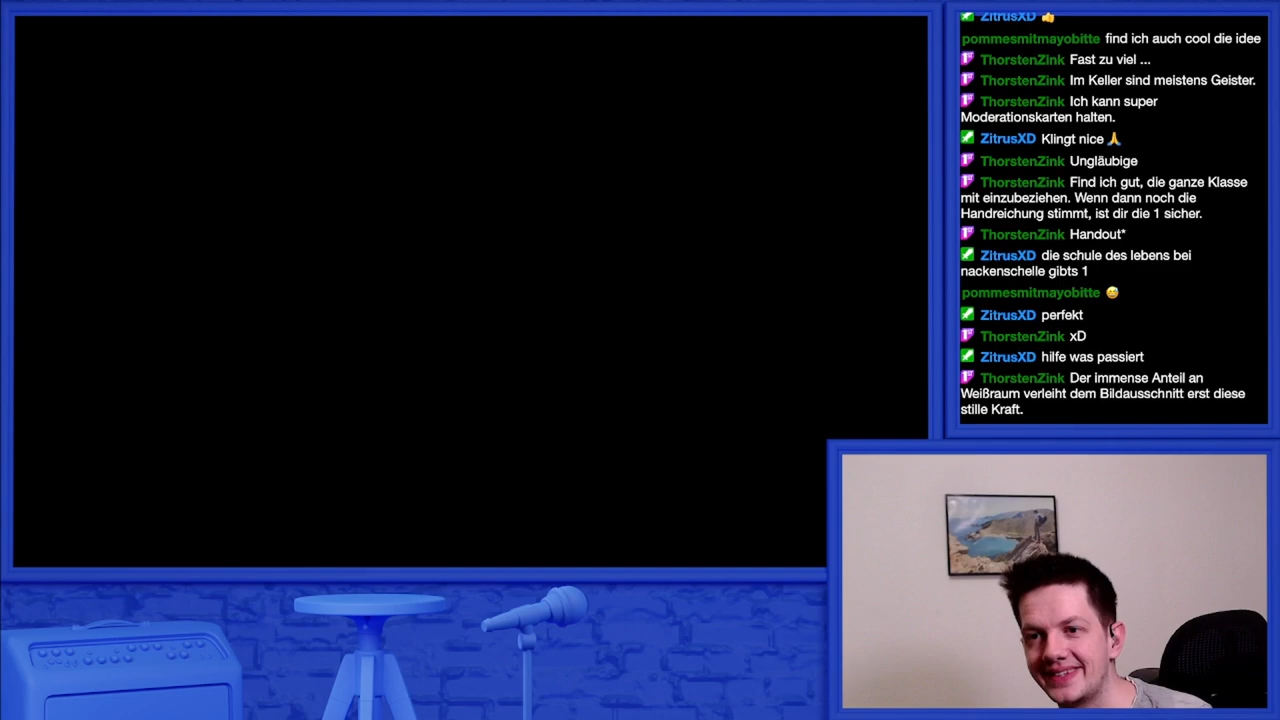 ZitrusXD 👍
pommesmitmayobitte find ich auch cool die idee
ThorstenZink Fast zu viel ...
ThorstenZink Im Keller sind meistens Geister.
ThorstenZink Ich kann super
Moderationskarten halten.
ZitrusXD Klingt nice 🙏
ThorstenZink Ungläubige
ThorstenZink Find ich gut, die ganze Klasse
mit einzubeziehen. Wenn dann noch die
Handreichung stimmt, ist dir die 1 sicher.
ThorstenZink Handout*
ZitrusXD die schule des lebens bei
nackenschelle gibts 1
pommesmitmayobitte 😅
ZitrusXD perfekt
ThorstenZink xD
ZitrusXD hilfe was passiert
ThorstenZink Der immense Anteil an
Weißraum verleiht dem Bildausschnitt erst diese
stille Kraft.